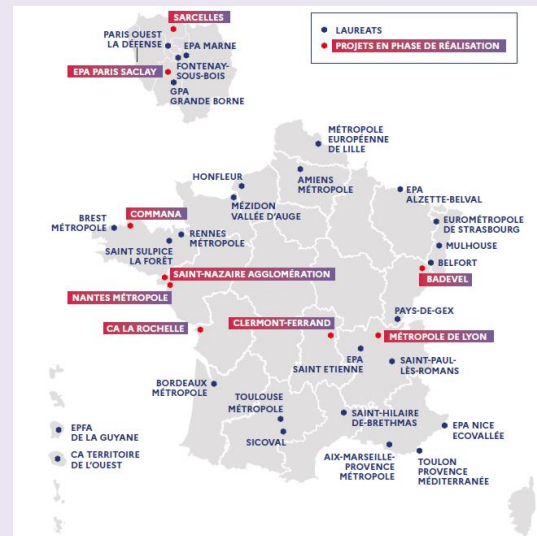 SARCELLES
PARIS OUEST
LA DÉFENSE
EPA MARNE
EPA PARIS SACLAY
FONTENAY-
SOUS-BOIS
GPA
GRANDE BORNE
LAUREATS
PROJETS EN PHASE DE RÉALISATION
MÉTROPOLE
EUROPÉENNE
DE LILLE
HONFLEUR
AMIENS
MÉTROPOLE
EPA
ALZETTE-BELVAL
MÉZIDON
VALLÉE D'AUGE
BREST
MÉTROPOLE
COMMANA
RENNES
MÉTROPOLE
EUROMÉTROPOLE
DE STRASBOURG
MULHOUSE
SAINT SULPICE
LA FORÊT
BELFORT
SAINT-NAZAIRE AGGLOMÉRATION
BADEVEL
NANTES MÉTROPOLE
PAYS-DE-GEX
CA LA ROCHELLE
CLERMONT-FERRAND
MÉTROPOLE DE LYON
EPA
SAINT ETIENNE
SAINT-PAUL-
LÈS-ROMANS
BORDEAUX
MÉTROPOLE
TOULOUSE
MÉTROPOLE
SAINT-HILAIRE
DE-BRETHMAS
EPFA
DE LA GUYANE
SICOVAL
EPA NICE
ECOVALLÉE
CA TERRITOIRE
DE L'OUEST
AIX-MARSEILLE-
PROVENCE
MÉTROPOLE
TOULON
PROVENCE
MÉDITERRANÉE